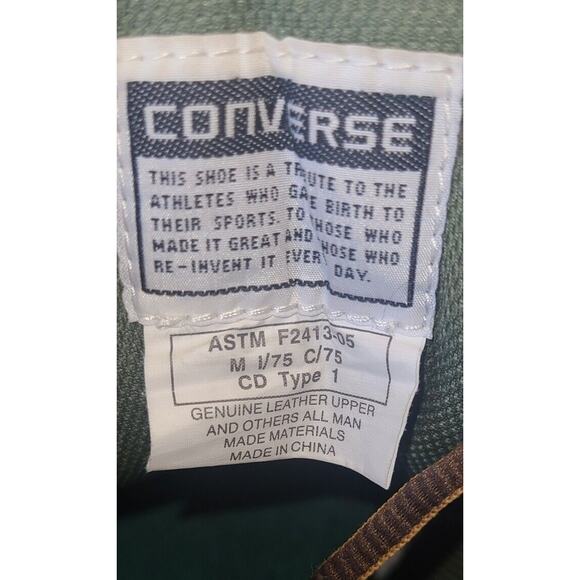 CONVERSE
THIS SHOE IS A TRIBUTE TO THE
ATHLETES WHO GAVE BIRTH TO
THEIR SPORTS. TO THOSE WHO
MADE IT GREAT AND THOSE WHO
RE-INVENT IT EVERY DAY.
ASTM F2413-05
M I/75 C/75
CD Type 1
GENUINE LEATHER UPPER
AND OTHERS ALL MAN
MADE MATERIALS
MADE IN CHINA